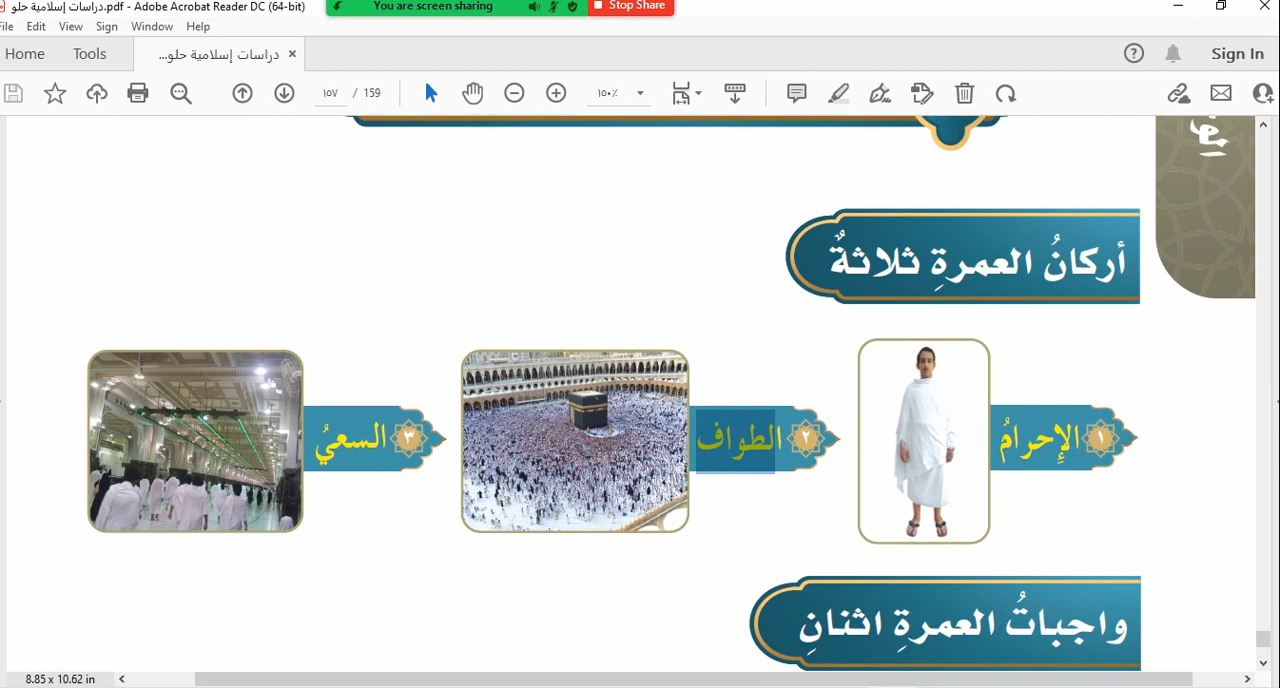 دراسات إسلامية حلو.pdf - Adobe Acrobat Reader DC (64-bit)
You are screen sharing
Stop Share
File Edit View Sign Window Help
Home Tools
دراسات إسلامية حلو...
Sign In
١٥٧ / 159
١٥٠٪
أركانُ العمرةِ ثلاثةٌ
١ الإحرامُ
٢ الطواف
٣ السعيُ
واجباتُ العمرةِ اثنانِ
8.85 x 10.62 in